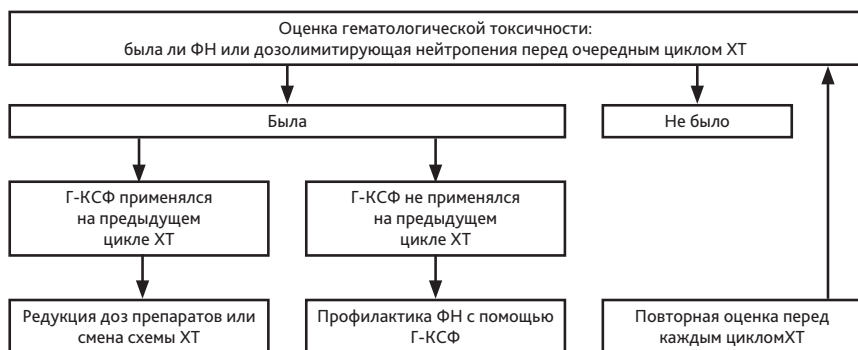 Оценка гематологической токсичности:
была ли ФН или дозолимитирующая нейтропения перед очередным циклом ХТ
Была
Не было
Г-КСФ применялся
на предыдущем
цикле ХТ
Г-КСФ не применялся
на предыдущем
цикле ХТ
Редукция доз препаратов или
смена схемы ХТ
Профилактика ФН с помощью
Г-КСФ
Повторная оценка перед
каждым цикломХТ